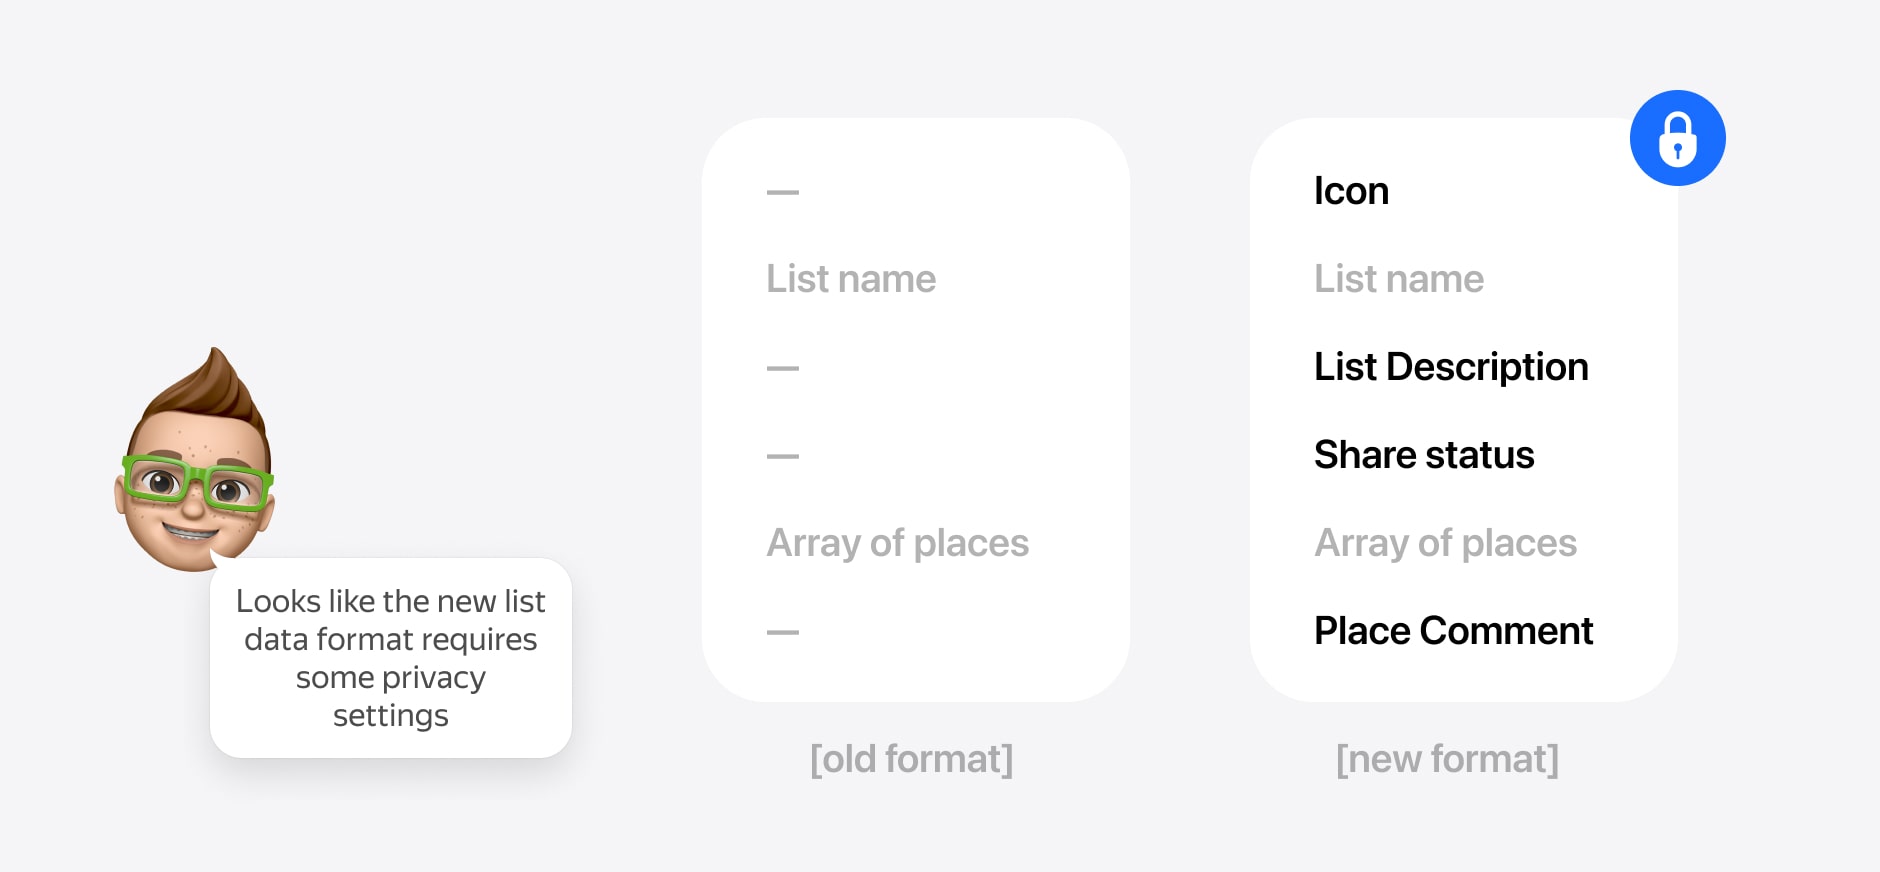 Looks like the new list
data format requires
some privacy
settings
—
List name
—
—
Array of places
—
[old format]
Icon
List name
List Description
Share status
Array of places
Place Comment
[new format]